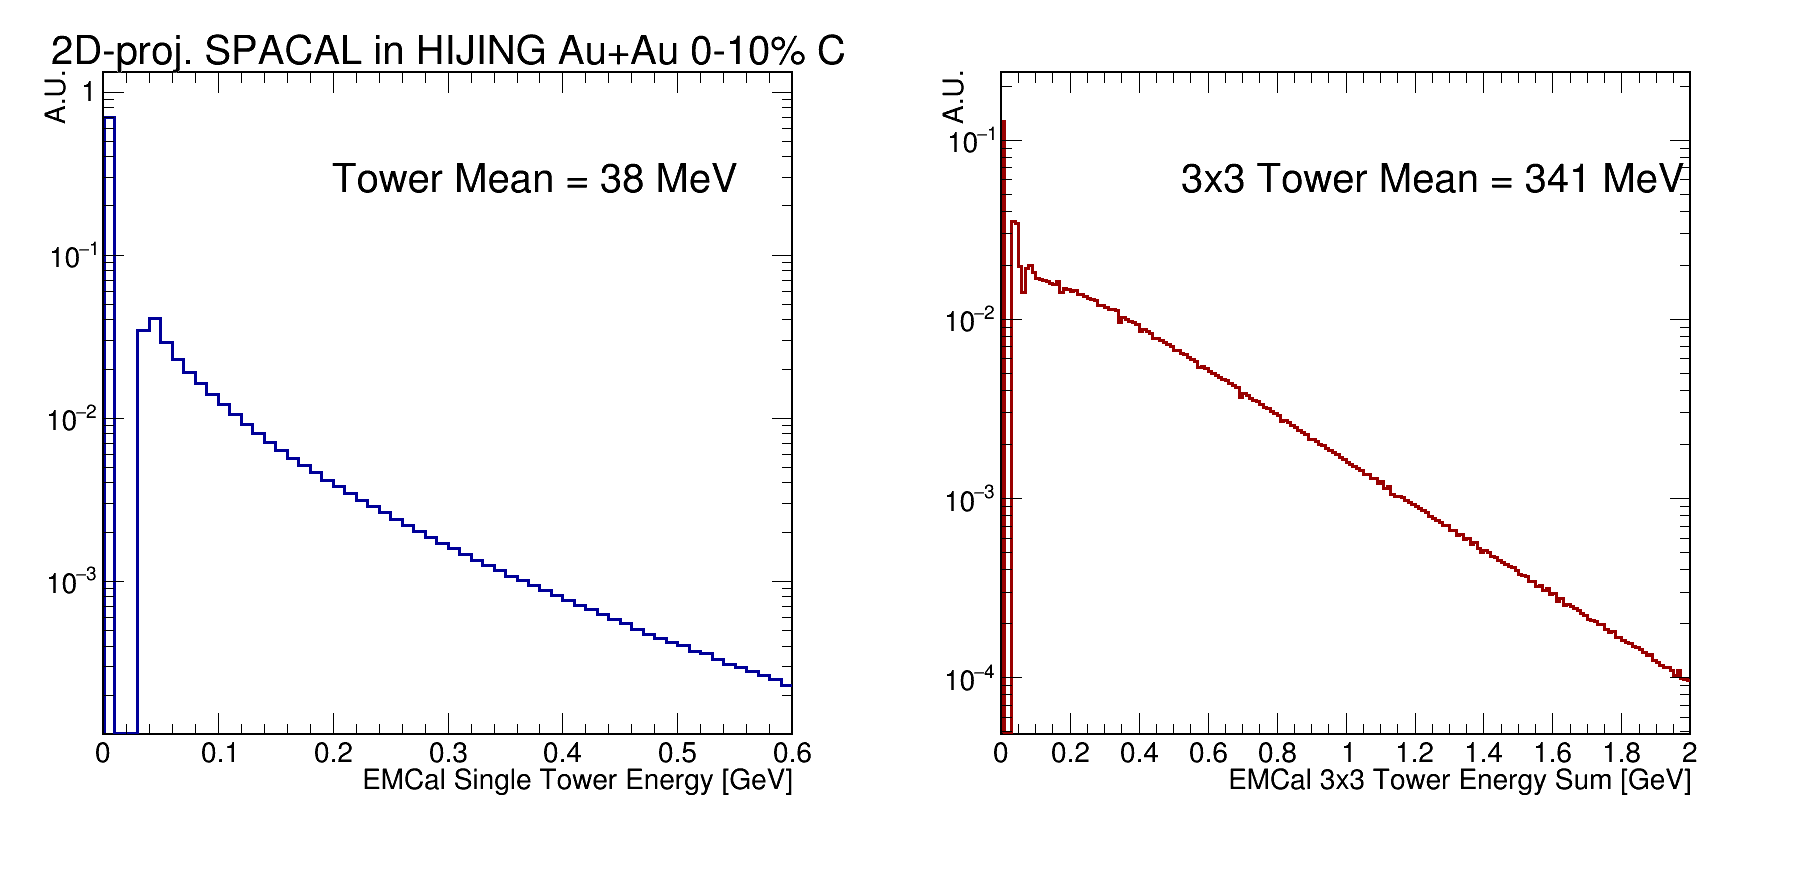 2D-proj. SPACAL in HIJING Au+Au 0-10% C
A.U.
1
10⁻¹
10⁻²
10⁻³
Tower Mean = 38 MeV
0 0.1 0.2 0.3 0.4 0.5 0.6
EMCal Single Tower Energy [GeV]
A.U.
10⁻¹
10⁻²
10⁻³
10⁻⁴
3x3 Tower Mean = 341 MeV
0 0.2 0.4 0.6 0.8 1 1.2 1.4 1.6 1.8 2
EMCal 3x3 Tower Energy Sum [GeV]